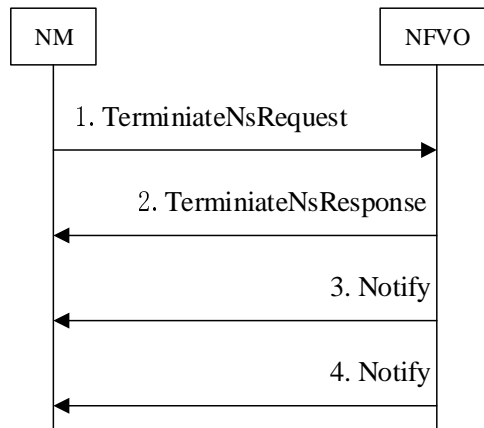 NM
NFVO
1. TerminiateNsRequest
2. TerminiateNsResponse
3. Notify
4. Notify